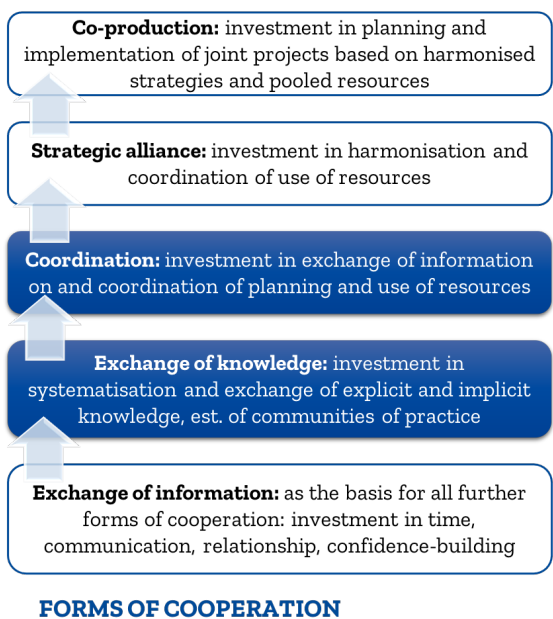 Co-production: investment in planning and
implementation of joint projects based on harmonised
strategies and pooled resources
Strategic alliance: investment in harmonisation and
coordination of use of resources
Coordination: investment in exchange of information
on and coordination of planning and use of resources
Exchange of knowledge: investment in
systematisation and exchange of explicit and implicit
knowledge, est. of communities of practice
Exchange of information: as the basis for all further
forms of cooperation: investment in time,
communication, relationship, confidence-building
FORMS OF COOPERATION